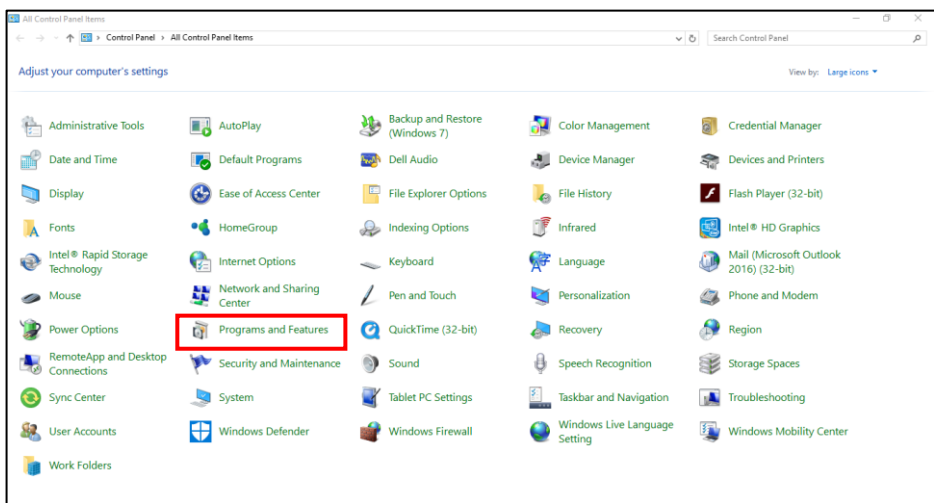 All Control Panel Items
Control Panel > All Control Panel Items
Search Control Panel
Adjust your computer's settings
View by: Large icons
Administrative Tools
AutoPlay
Backup and Restore
(Windows 7)
Color Management
Credential Manager
Date and Time
Default Programs
Dell Audio
Device Manager
Devices and Printers
Display
Ease of Access Center
File Explorer Options
File History
Flash Player (32-bit)
Fonts
HomeGroup
Indexing Options
Infrared
Intel® HD Graphics
Intel® Rapid Storage
Technology
Internet Options
Keyboard
Language
Mail (Microsoft Outlook
2016) (32-bit)
Mouse
Network and Sharing
Center
Pen and Touch
Personalization
Phone and Modem
Power Options
Programs and Features
QuickTime (32-bit)
Recovery
Region
RemoteApp and Desktop
Connections
Security and Maintenance
Sound
Speech Recognition
Storage Spaces
Sync Center
System
Tablet PC Settings
Taskbar and Navigation
Troubleshooting
User Accounts
Windows Defender
Windows Firewall
Windows Live Language
Setting
Windows Mobility Center
Work Folders